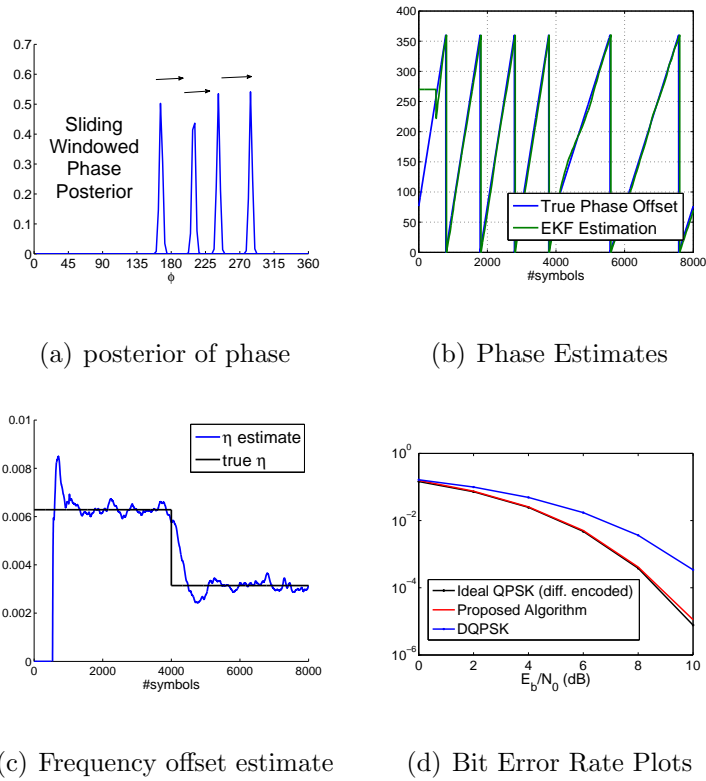 0.7
0.6
0.5
0.4
0.3
0.2
0.1
0
Sliding
Windowed
Phase
Posterior
0 45 90 135 180 225 270 315 360
ϕ
(a) posterior of phase
400
350
300
250
200
150
100
50
0
True Phase Offset
EKF Estimation
0 2000 4000 6000 8000
#symbols
(b) Phase Estimates
0.01
0.008
0.006
0.004
0.002
0
η estimate
true η
0 2000 4000 6000 8000
#symbols
(c) Frequency offset estimate
10^0
10^-2
10^-4
10^-6
Ideal QPSK (diff. encoded)
Proposed Algorithm
DQPSK
0 2 4 6 8 10
E_b/N_0 (dB)
(d) Bit Error Rate Plots